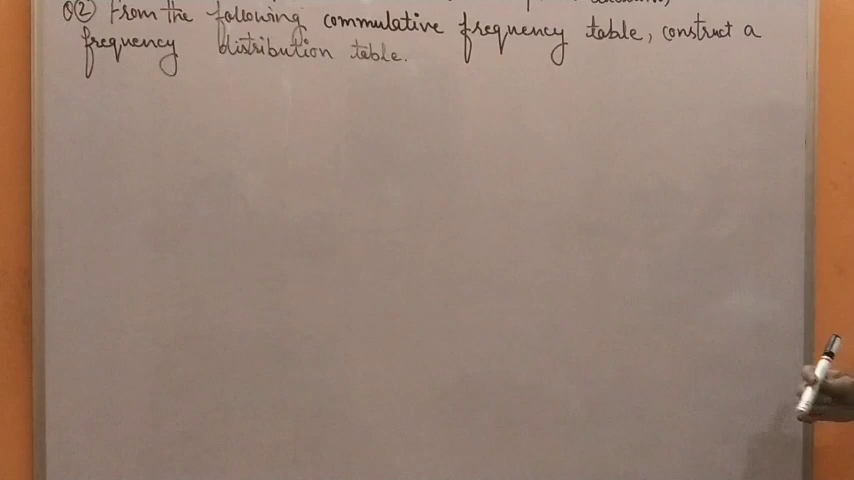 Q② From the following commulative frequency table, construct a
frequency distribution table.